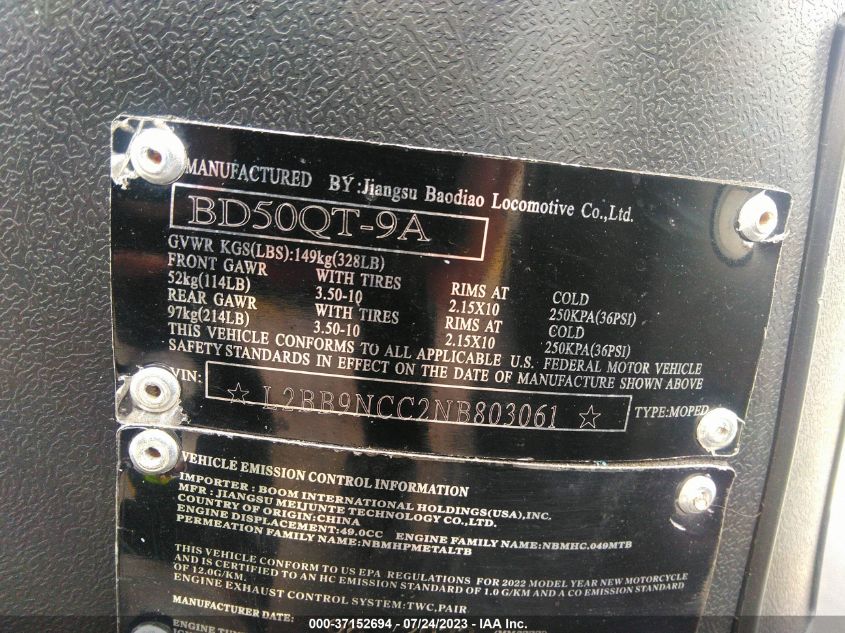 MANUFACTURED BY:Jiangsu Baodiao Locomotive Co.,Ltd.
BD50QT-9A
GVWR KGS(LBS):149kg(328LB)
FRONT GAWR WITH TIRES RIMS AT COLD
52kg(114LB) 3.50-10 2.15X10 250KPA(36PSI)
REAR GAWR WITH TIRES RIMS AT COLD
97kg(214LB) 3.50-10 2.15X10 250KPA(36PSI)
THIS VEHICLE CONFORMS TO ALL APPLICABLE U.S. FEDERAL MOTOR VEHICLE
SAFETY STANDARDS IN EFFECT ON THE DATE OF MANUFACTURE SHOWN ABOVE
VIN: ☆ L2BB9NCC2NB803061 ☆ TYPE:MOPED
VEHICLE EMISSION CONTROL INFORMATION
IMPORTER : BOOM INTERNATIONAL HOLDINGS(USA),INC.
MFR : JIANGSU MEIJUNTE TECHNOLOGY CO.,LTD.
COUNTRY OF ORIGIN:CHINA
ENGINE DISPLACEMENT:49.0CC ENGINE FAMILY NAME:NBMHC.049MTB
PERMEATION FAMILY NAME:NBMHPMETALTB
THIS VEHICLE CONFORM TO US EPA REGULATIONS FOR 2022 MODEL YEAR NEW MOTORCYCLE
AND IS CERTIFIED TO AN HC EMISSION STANDARD OF 1.0 G/KM AND A CO EMISSION STANDARD
OF 12.0G/KM.
ENGINE EXHAUST CONTROL SYSTEM:TWC,PAIR
MANUFACTURER DATE:
ENGINE
000-37152694 07/24/2023 - IAA Inc.